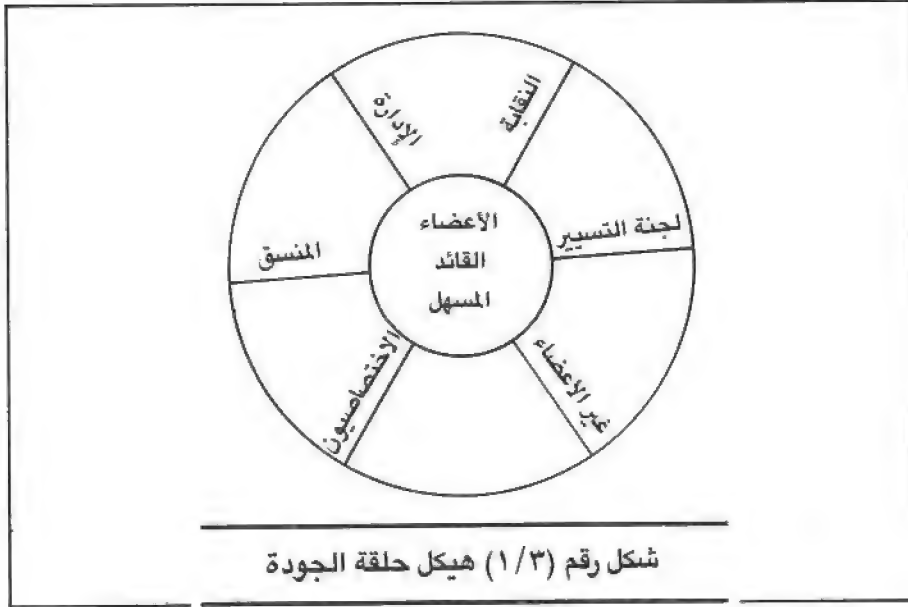 النقابة
الإدارة
لجنة التسيير
الأعضاء
القائد
المسهل
المنسق
غير الأعضاء
الاختصاصيون
شكل رقم (١/٣) هيكل حلقة الجودة